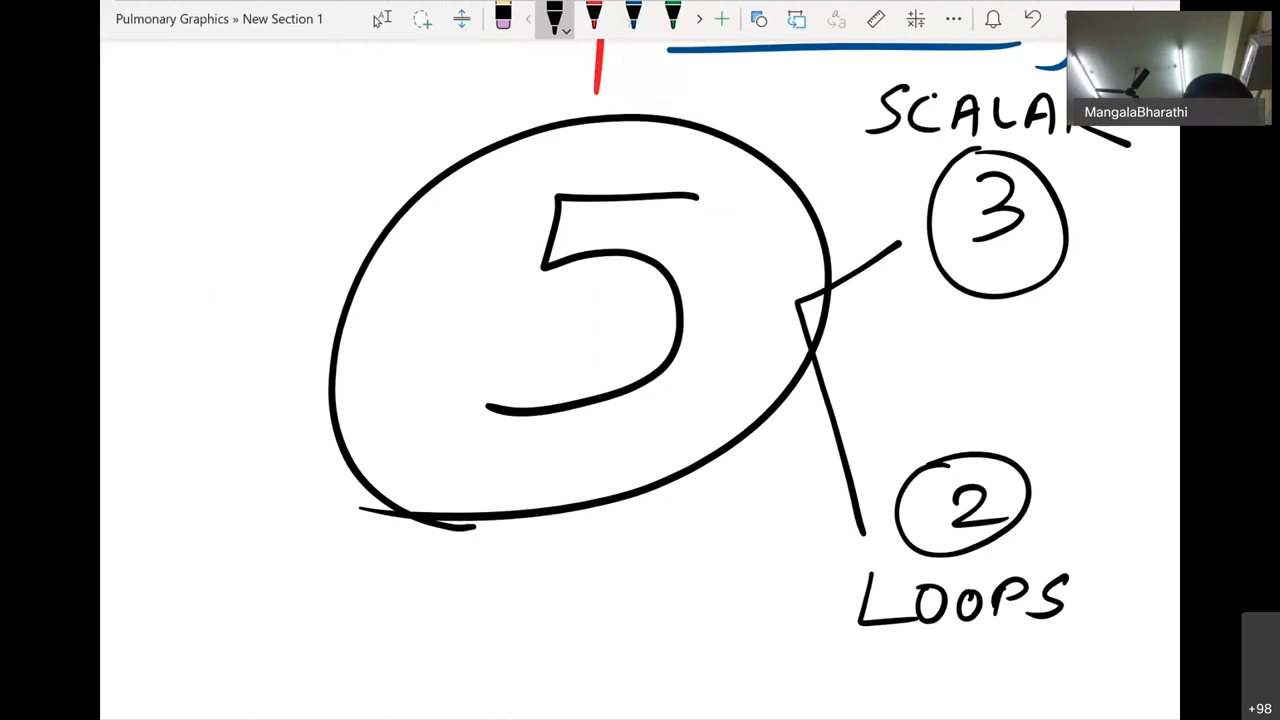 Pulmonary Graphics » New Section 1
MangalaBharathi
SCALAR
3
5
2
LOOPS
+98